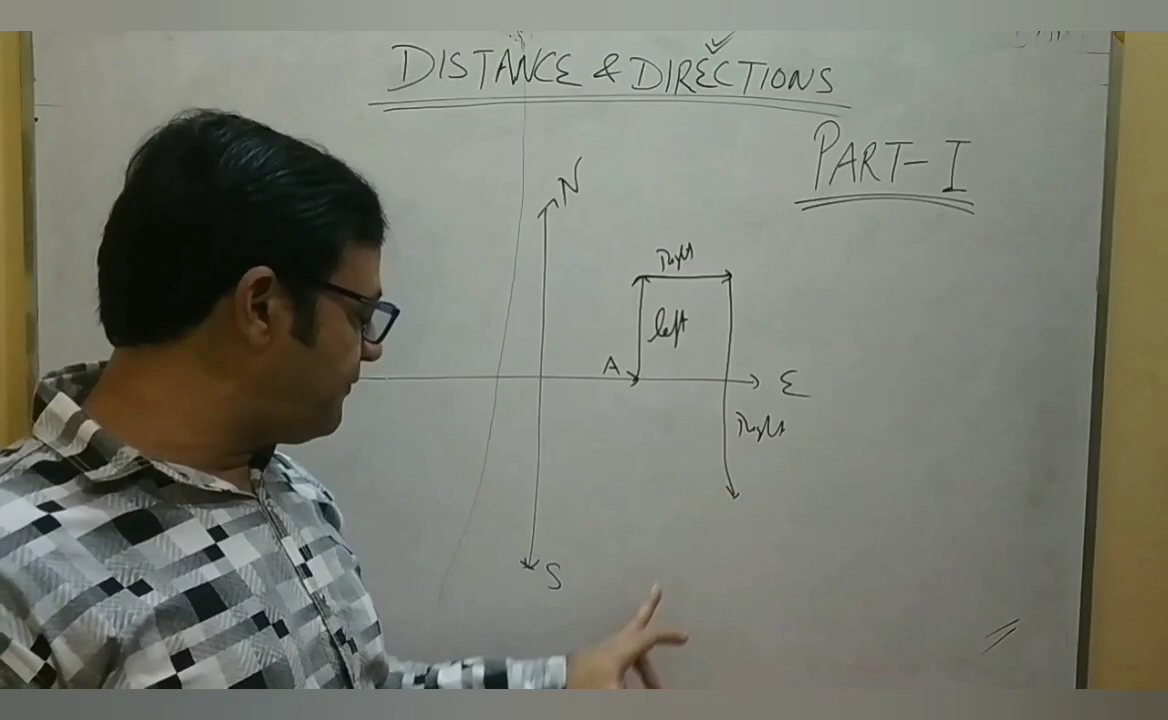 DISTANCE & DIRECTIONS
PART-I
N
Right
left
A
E
Right
S